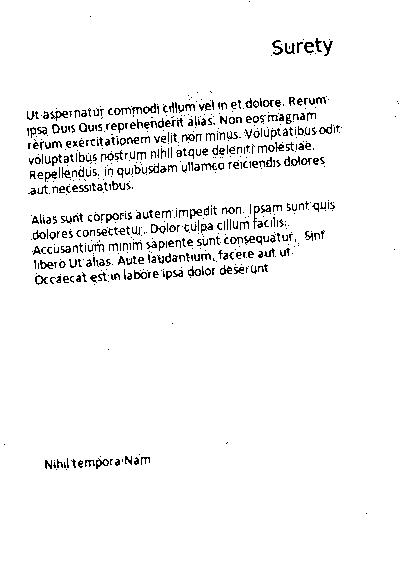 Surety
Ut aspernatur commodi cillum vel in et dolore. Rerum
ipsa Duis Quis reprehenderit alias. Non eos magnam
rerum exercitationem velit non minus. Voluptatibus odit
voluptatibus nostrum nihil atque deleniti molestiae.
Repellendus, in quibusdam ullamco reiciendis dolores
aut necessitatibus.
Alias sunt corporis autem impedit non. Ipsam sunt quis
dolores consectetur. Dolor culpa cillum facilis.
Accusantium minim sapiente sunt consequatur. Sint
libero Ut alias. Aute laudantium, facere aut ut.
Occaecat est in labore ipsa dolor deserunt
Nihil tempora Nam